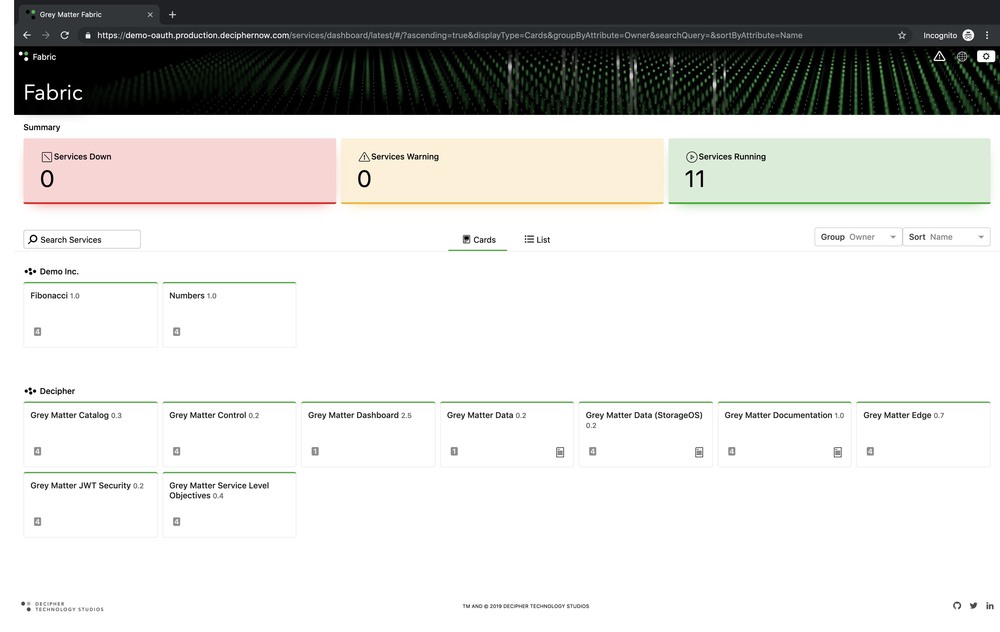 Grey Matter Fabric
https://demo-oauth.production.deciphernow.com/services/dashboard/latest/#/?ascending=true&displayType=Cards&groupByAttribute=Owner&searchQuery=&sortByAttribute=Name
Incognito
Fabric
Fabric
Summary
Services Down
0
Services Warning
0
Services Running
11
Search Services
Cards
List
Group Owner
Sort Name
Demo Inc.
Fibonacci 1.0
4
Numbers 1.0
4
Decipher
Grey Matter Catalog 0.3
4
Grey Matter Control 0.2
4
Grey Matter Dashboard 2.5
1
Grey Matter Data 0.2
1
Grey Matter Data (StorageOS)
0.2
4
Grey Matter Documentation 1.0
4
Grey Matter Edge 0.7
4
Grey Matter JWT Security 0.2
4
Grey Matter Service Level
Objectives 0.4
4
DECIPHER
TECHNOLOGY STUDIOS
TM AND © 2019 DECIPHER TECHNOLOGY STUDIOS
in